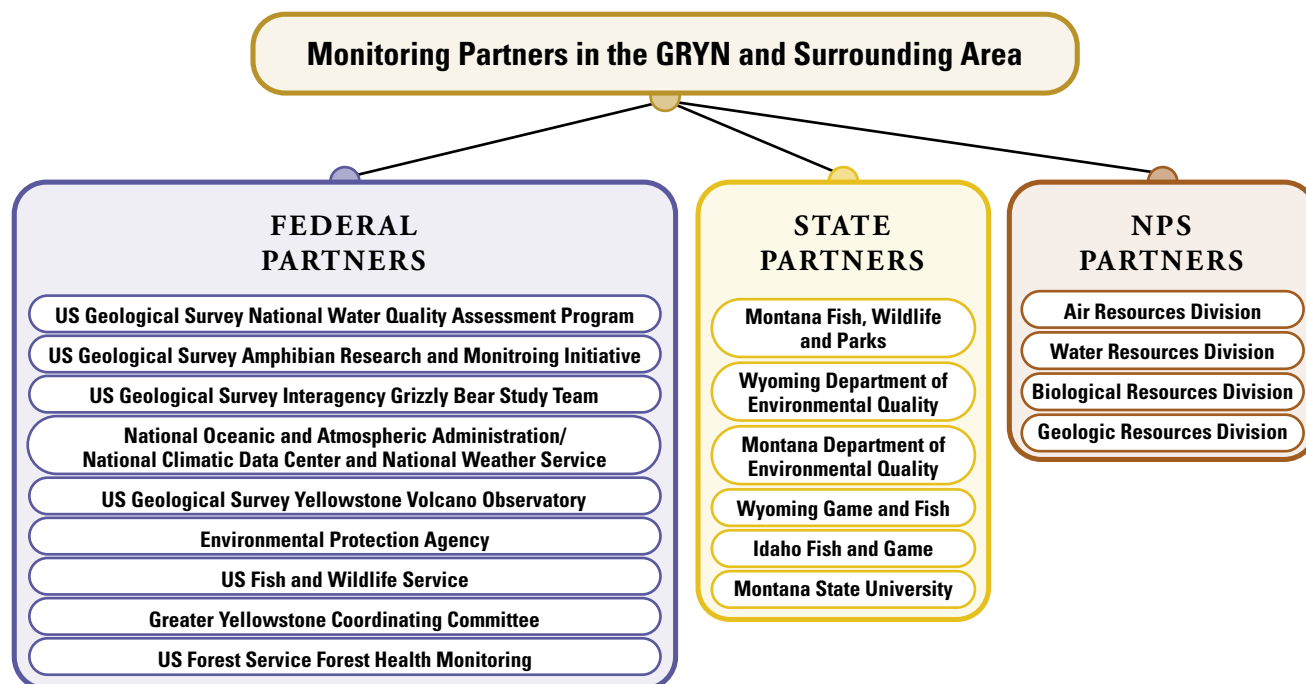 Monitoring Partners in the GRYN and Surrounding Area
FEDERAL
PARTNERS
US Geological Survey National Water Quality Assessment Program
US Geological Survey Amphibian Research and Monitroing Initiative
US Geological Survey Interagency Grizzly Bear Study Team
National Oceanic and Atmospheric Administration/
National Climatic Data Center and National Weather Service
US Geological Survey Yellowstone Volcano Observatory
Environmental Protection Agency
US Fish and Wildlife Service
Greater Yellowstone Coordinating Committee
US Forest Service Forest Health Monitoring
STATE
PARTNERS
Montana Fish, Wildlife
and Parks
Wyoming Department of
Environmental Quality
Montana Department of
Environmental Quality
Wyoming Game and Fish
Idaho Fish and Game
Montana State University
NPS
PARTNERS
Air Resources Division
Water Resources Division
Biological Resources Division
Geologic Resources Division